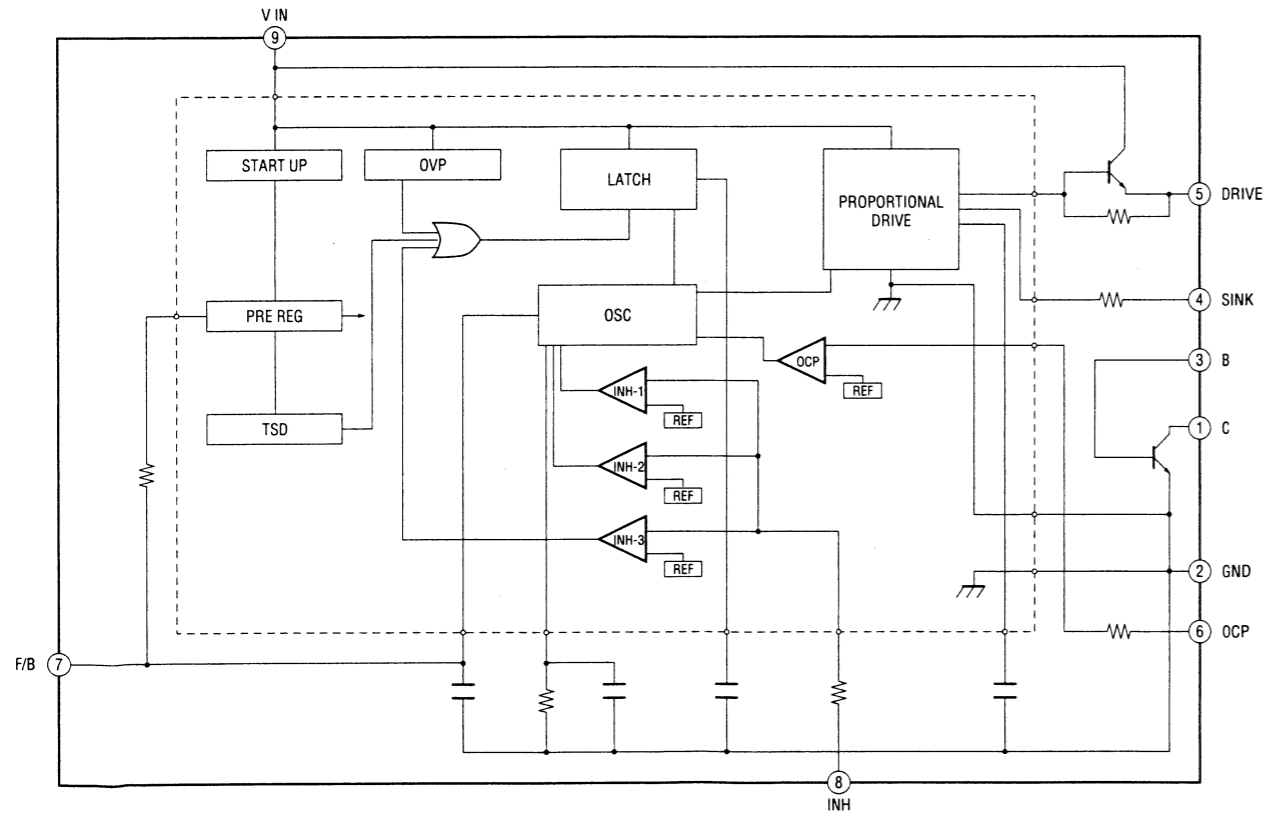 V IN
9
START UP
OVP
LATCH
PROPORTIONAL
DRIVE
5 DRIVE
PRE REG
OSC
4 SINK
OCP
REF
3 B
INH-1
REF
TSD
1 C
INH-2
REF
INH-3
REF
2 GND
6 OCP
F/B 7
8
INH